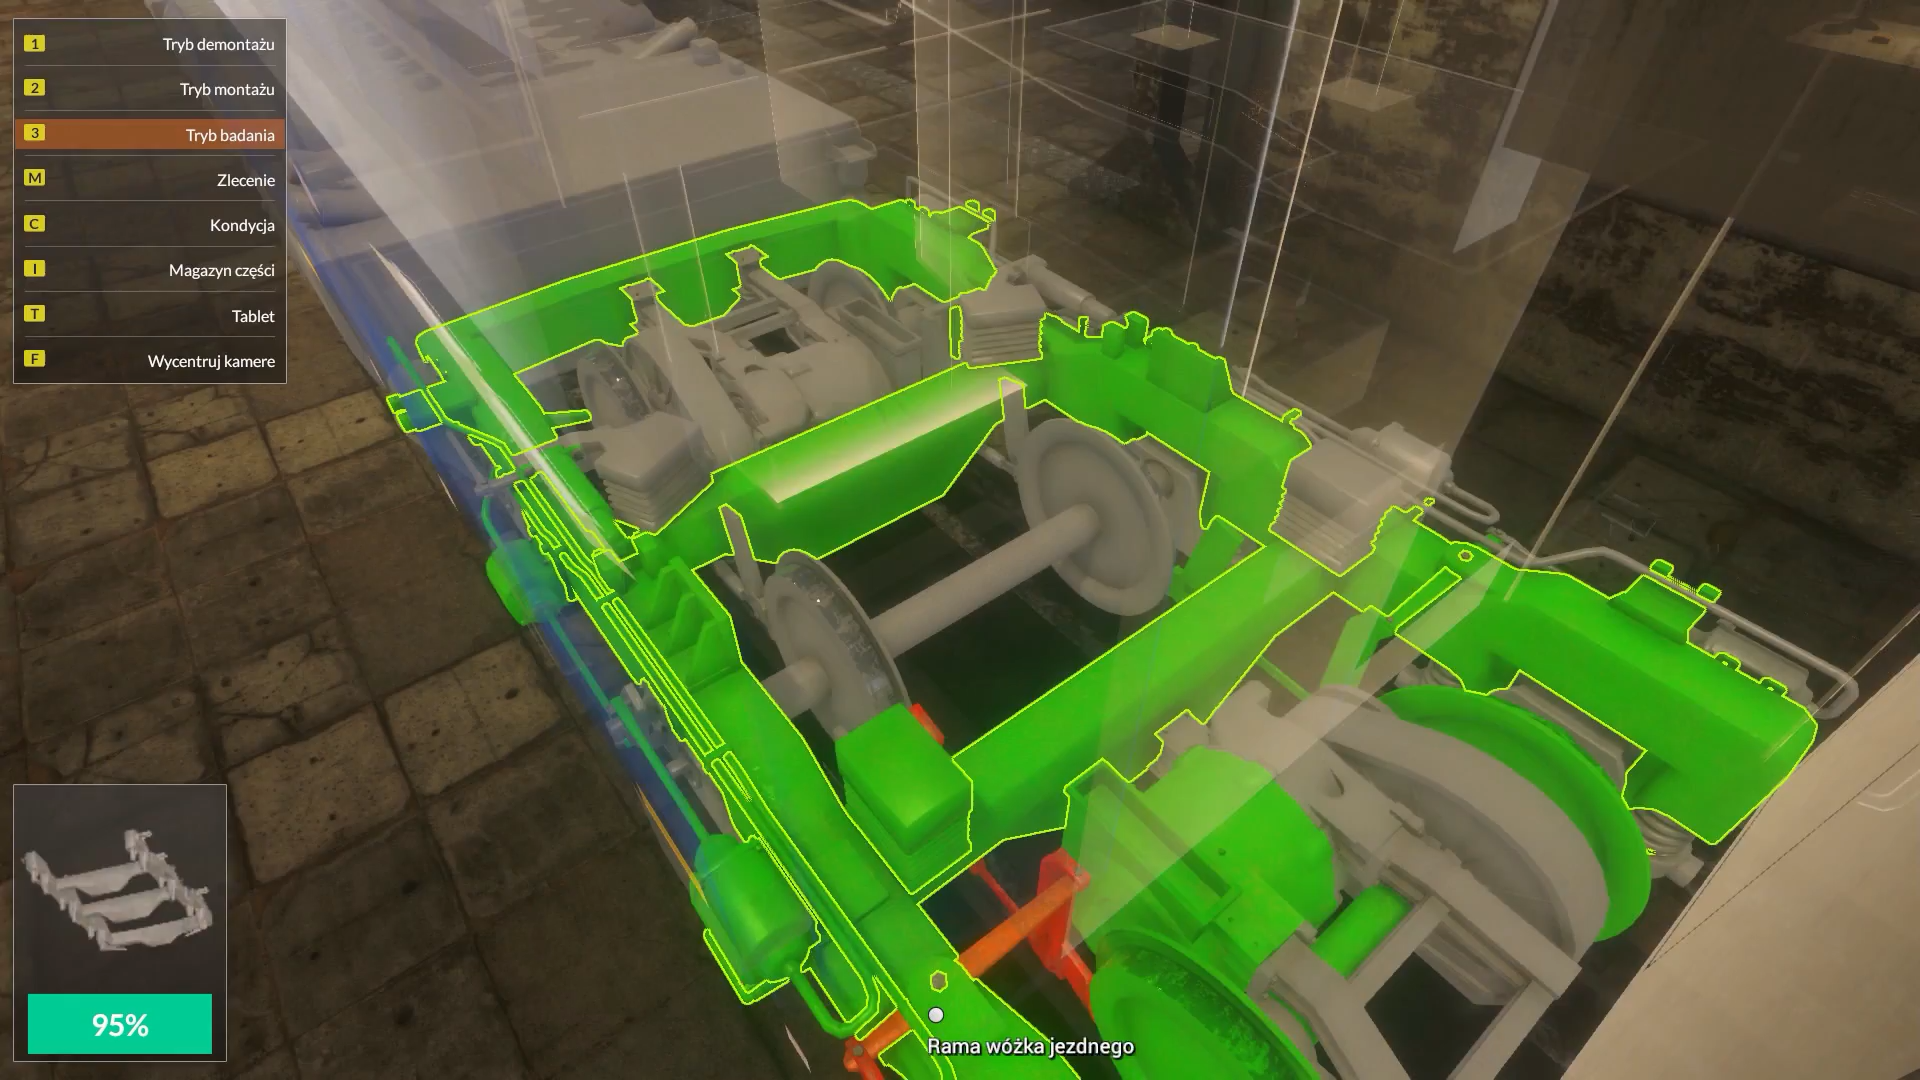 1 Tryb demontażu
2 Tryb montażu
3 Tryb badania
M Zlecenie
C Kondycja
I Magazyn części
T Tablet
F Wycentruj kamere
95%
Rama wóżka jezdnego